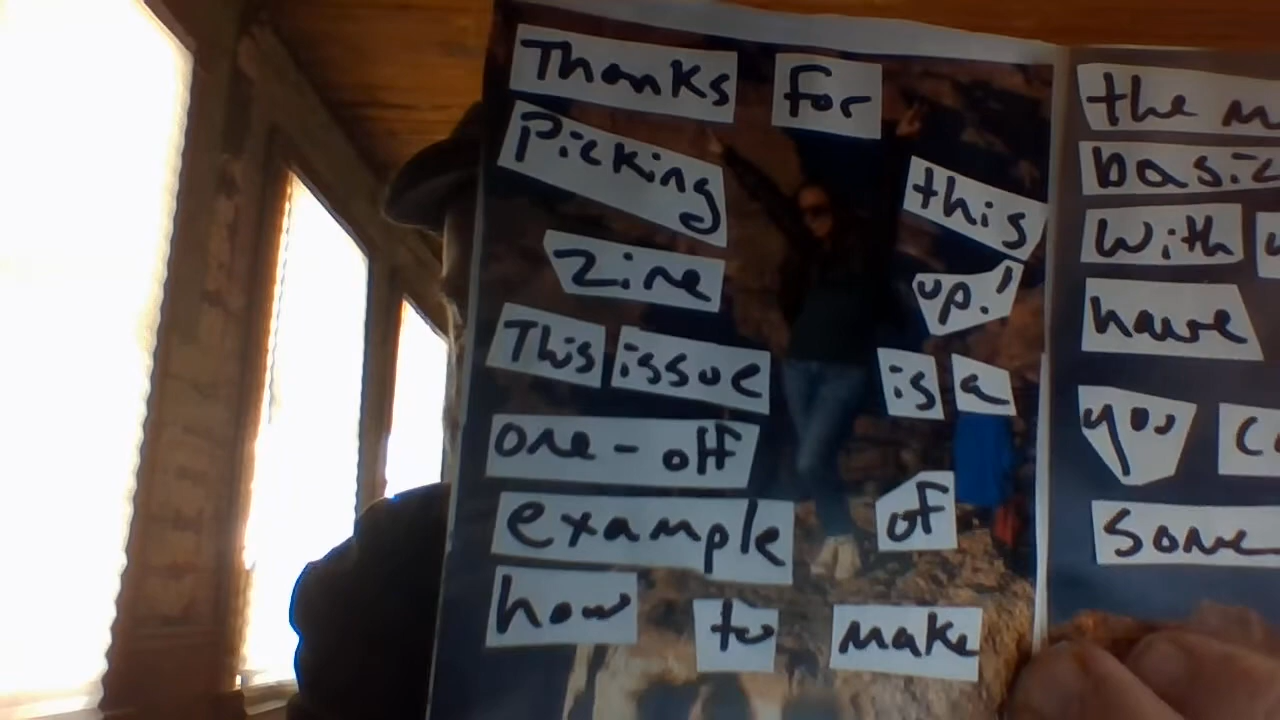 Thanks for
Picking this
Zine up!
This issue is a
one-off
example of
how to make
the
With
have
you
Some